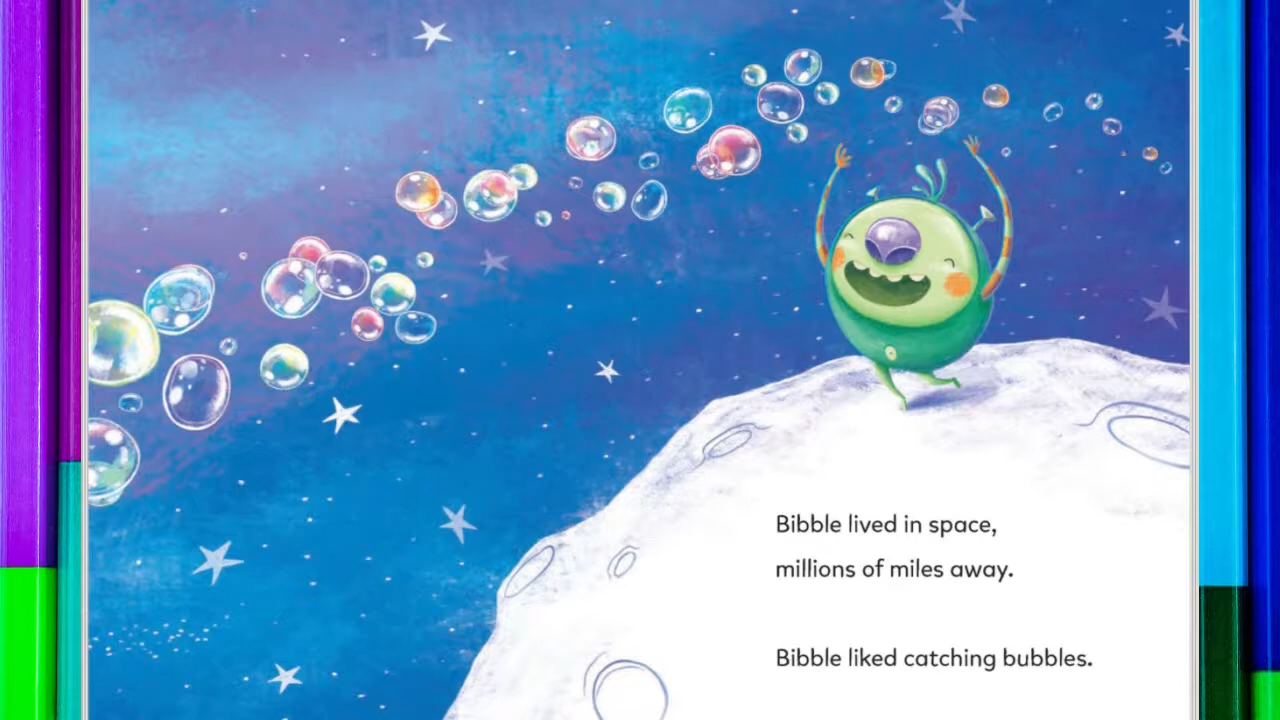 Bibble lived in space,
millions of miles away.
Bibble liked catching bubbles.